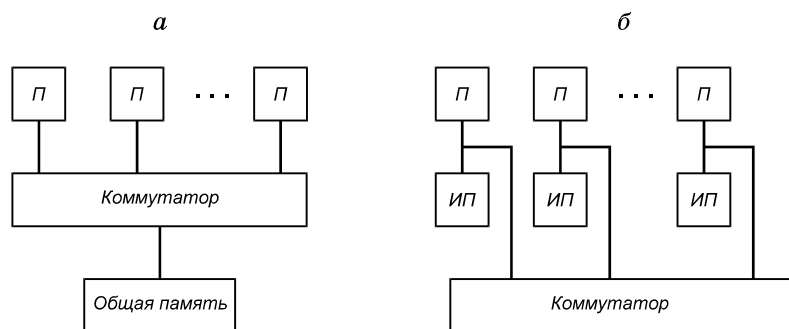 а б
П П . . . П П П . . . П
ИП ИП ИП
Коммутатор
Общая память Коммутатор